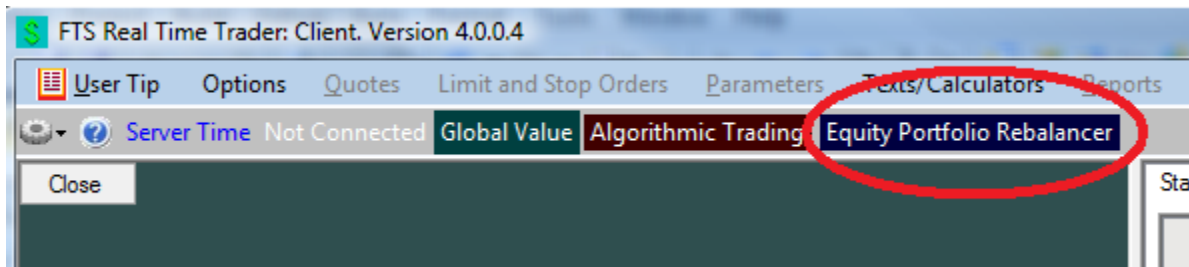 FTS Real Time Trader: Client. Version 4.0.0.4
User Tip Options Quotes Limit and Stop Orders Parameters Texts/Calculators Reports
Server Time Not Connected Global Value Algorithmic Trading Equity Portfolio Rebalancer
Close
Sta